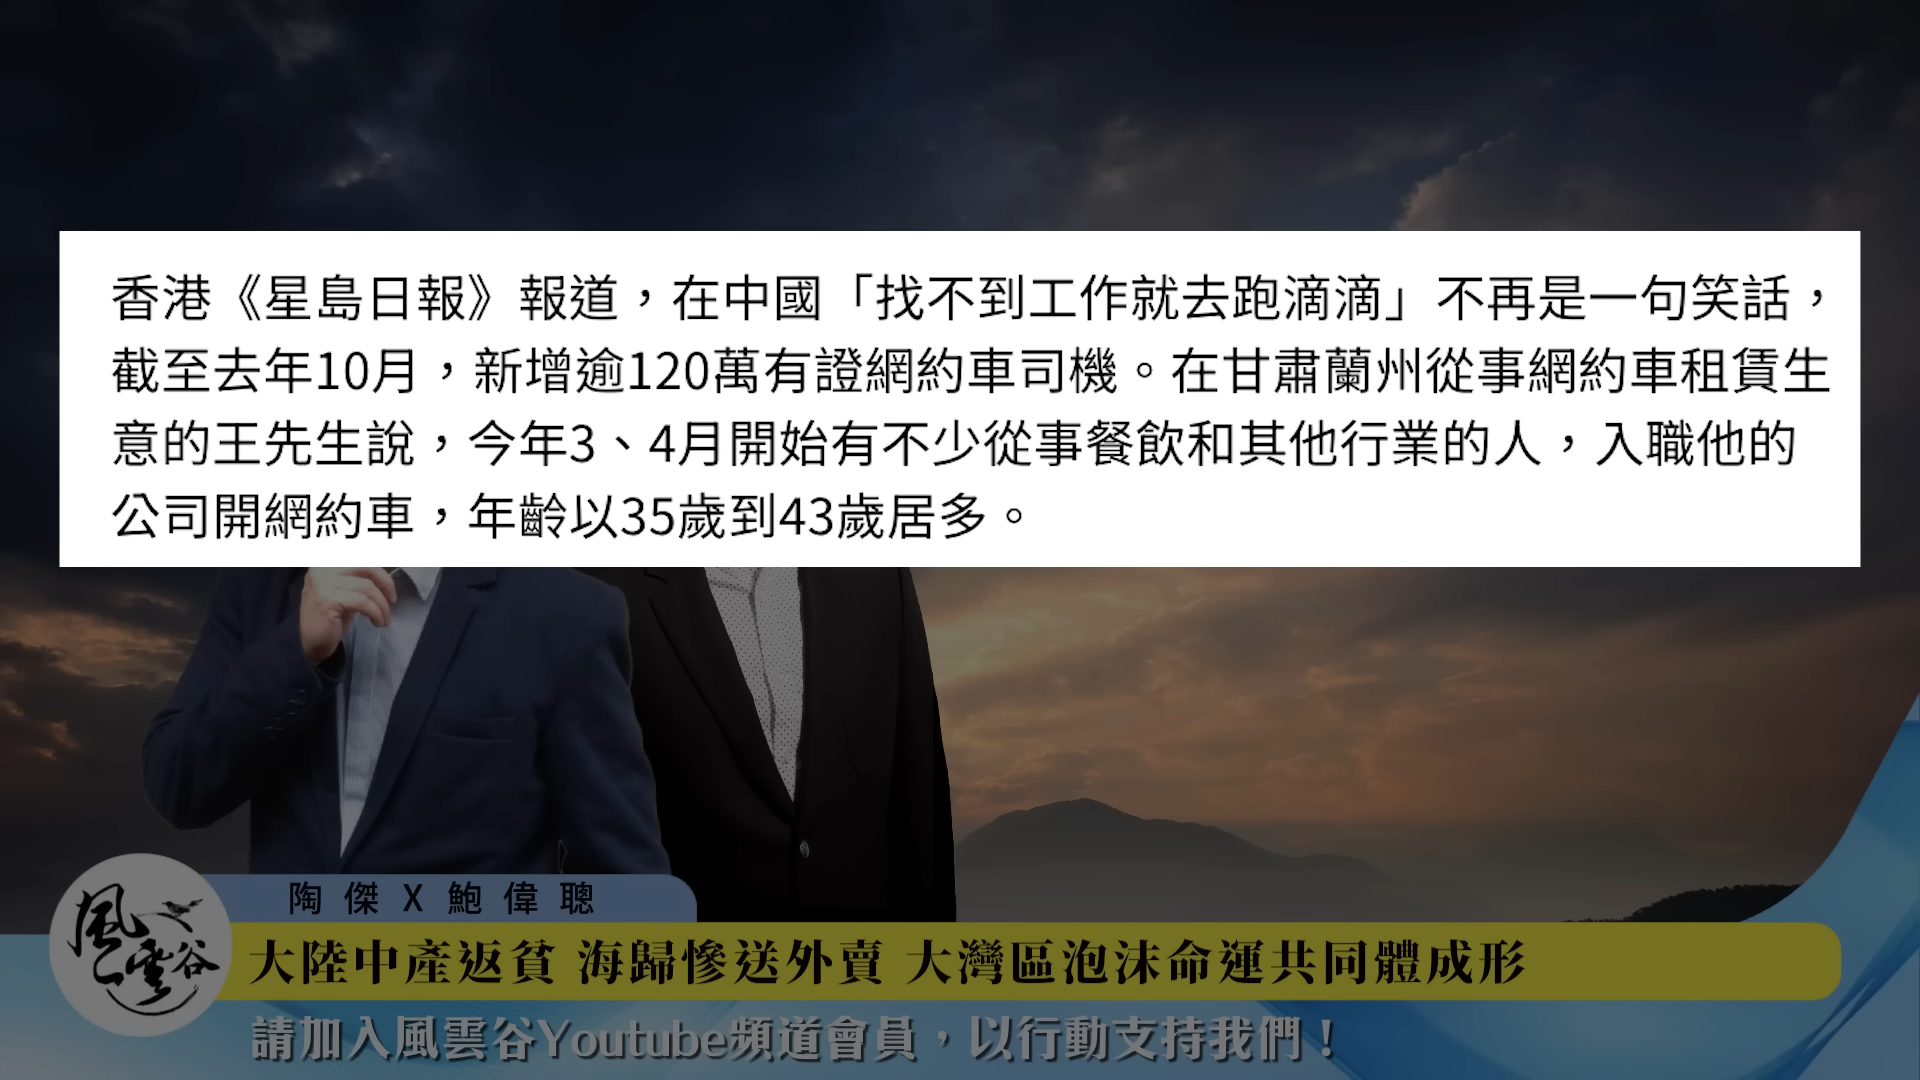 香港《星島日報》報道，在中國「找不到工作就去跑滴滴」不再是一句笑話，
截至去年10月，新增逾120萬有證網約車司機。在甘肅蘭州從事網約車租賃生
意的王先生說，今年3、4月開始有不少從事餐飲和其他行業的人，入職他的
公司開網約車，年齡以35歲到43歲居多。
陶傑X鮑偉聰
風雲谷
大陸中產返貧 海歸慘送外賣 大灣區泡沫命運共同體成形
請加入風雲谷Youtube頻道會員，以行動支持我們！